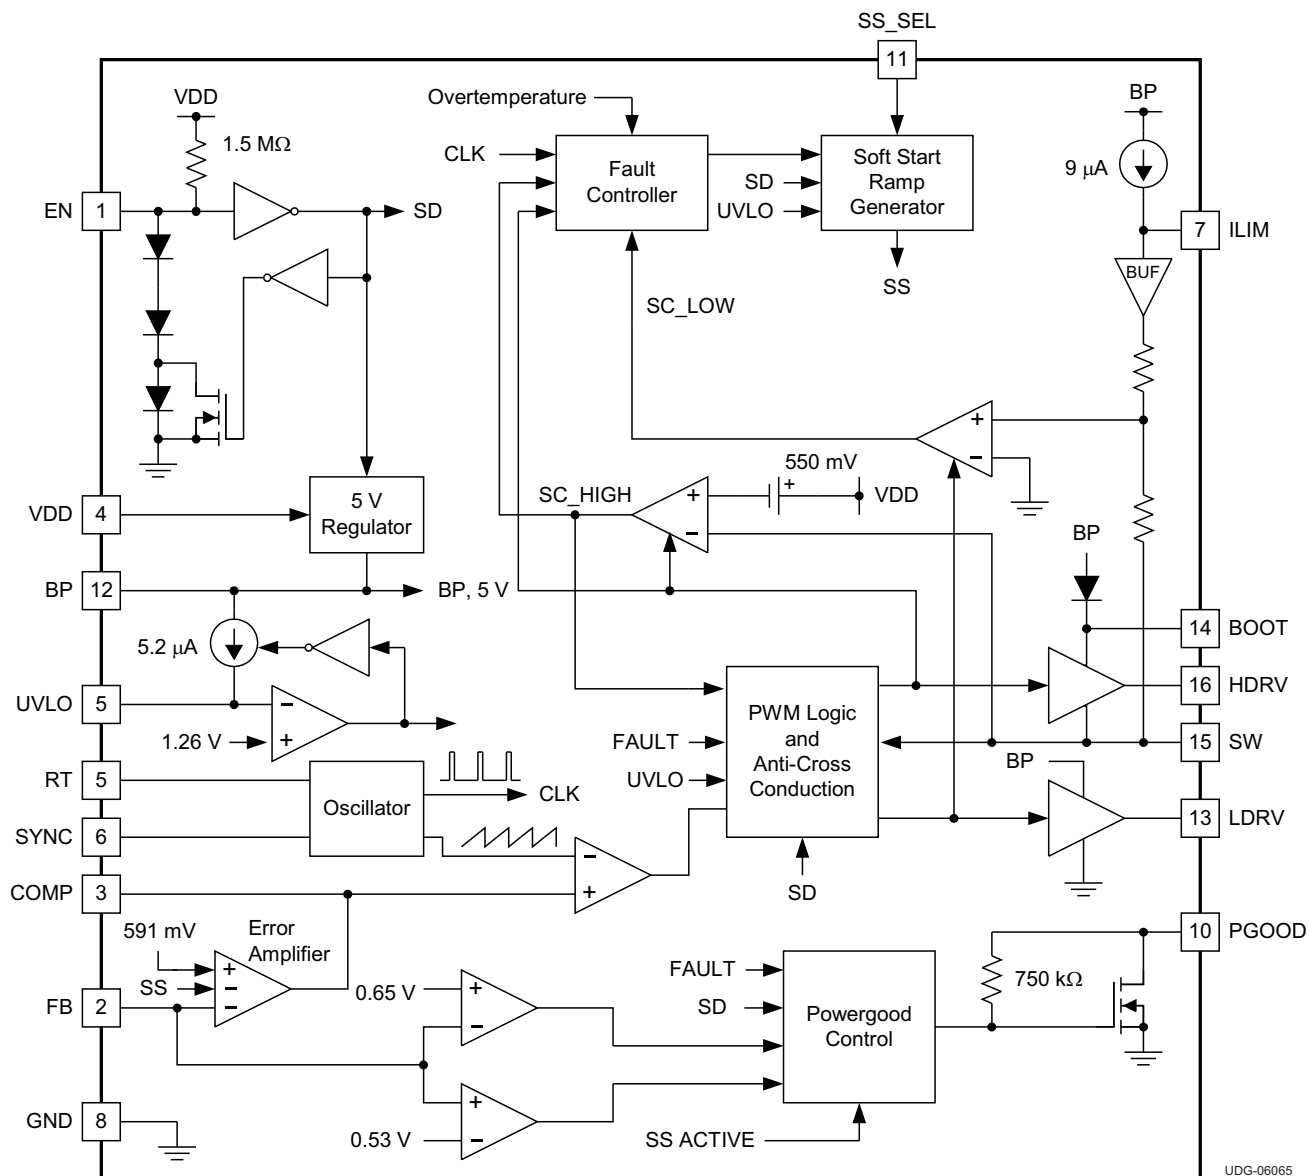 SS_SEL
11
VDD
1.5 MΩ
Overtemperature
CLK
Fault
Controller
SD
UVLO
Soft Start
Ramp
Generator
SS
BP
9 μA
EN
1
SD
7
ILIM
BUF
SC_LOW
+
−
VDD
4
5 V
Regulator
SC_HIGH
550 mV
+
VDD
+
−
BP
12
BP, 5 V
BP
5.2 μA
14
BOOT
UVLO
5
−
+
1.26 V
PWM Logic
and
Anti-Cross
Conduction
FAULT
UVLO
SD
16
HDRV
15
SW
BP
RT
5
Oscillator
CLK
SYNC
6
13
LDRV
−
+
COMP
3
591 mV
Error
Amplifier
SS
+
−
−
FB
2
0.65 V
+
−
+
−
0.53 V
FAULT
SD
Powergood
Control
SS ACTIVE
750 kΩ
10
PGOOD
GND
8
UDG-06065